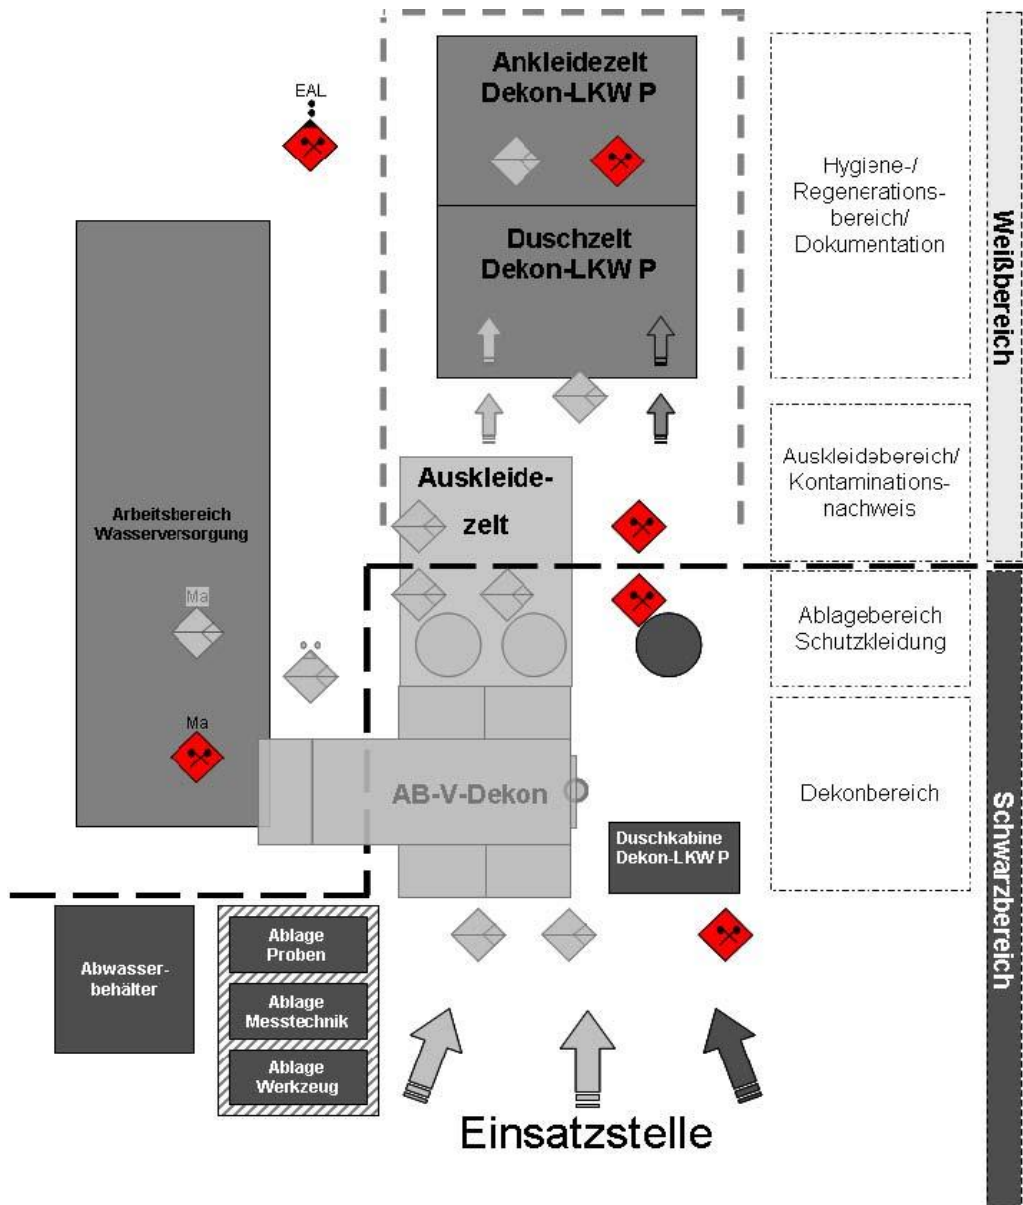 EAL
Ankleidezelt
Dekon-LKW P
Duschzelt
Dekon-LKW P
Hygiene-/
Regenerations-
bereich/
Dokumentation
Weißbereich
Auskleide-
zelt
Auskleidebereich/
Kontaminations-
nachweis
Arbeitsbereich
Wasserversorgung
Ma
Ma
Ablagebereich
Schutzkleidung
AB-V-Dekon
Dekonbereich
Duschkabine
Dekon-LKW P
Schwarzbereich
Abwasser-
behälter
Ablage
Proben
Ablage
Messtechnik
Ablage
Werkzeug
Einsatzstelle